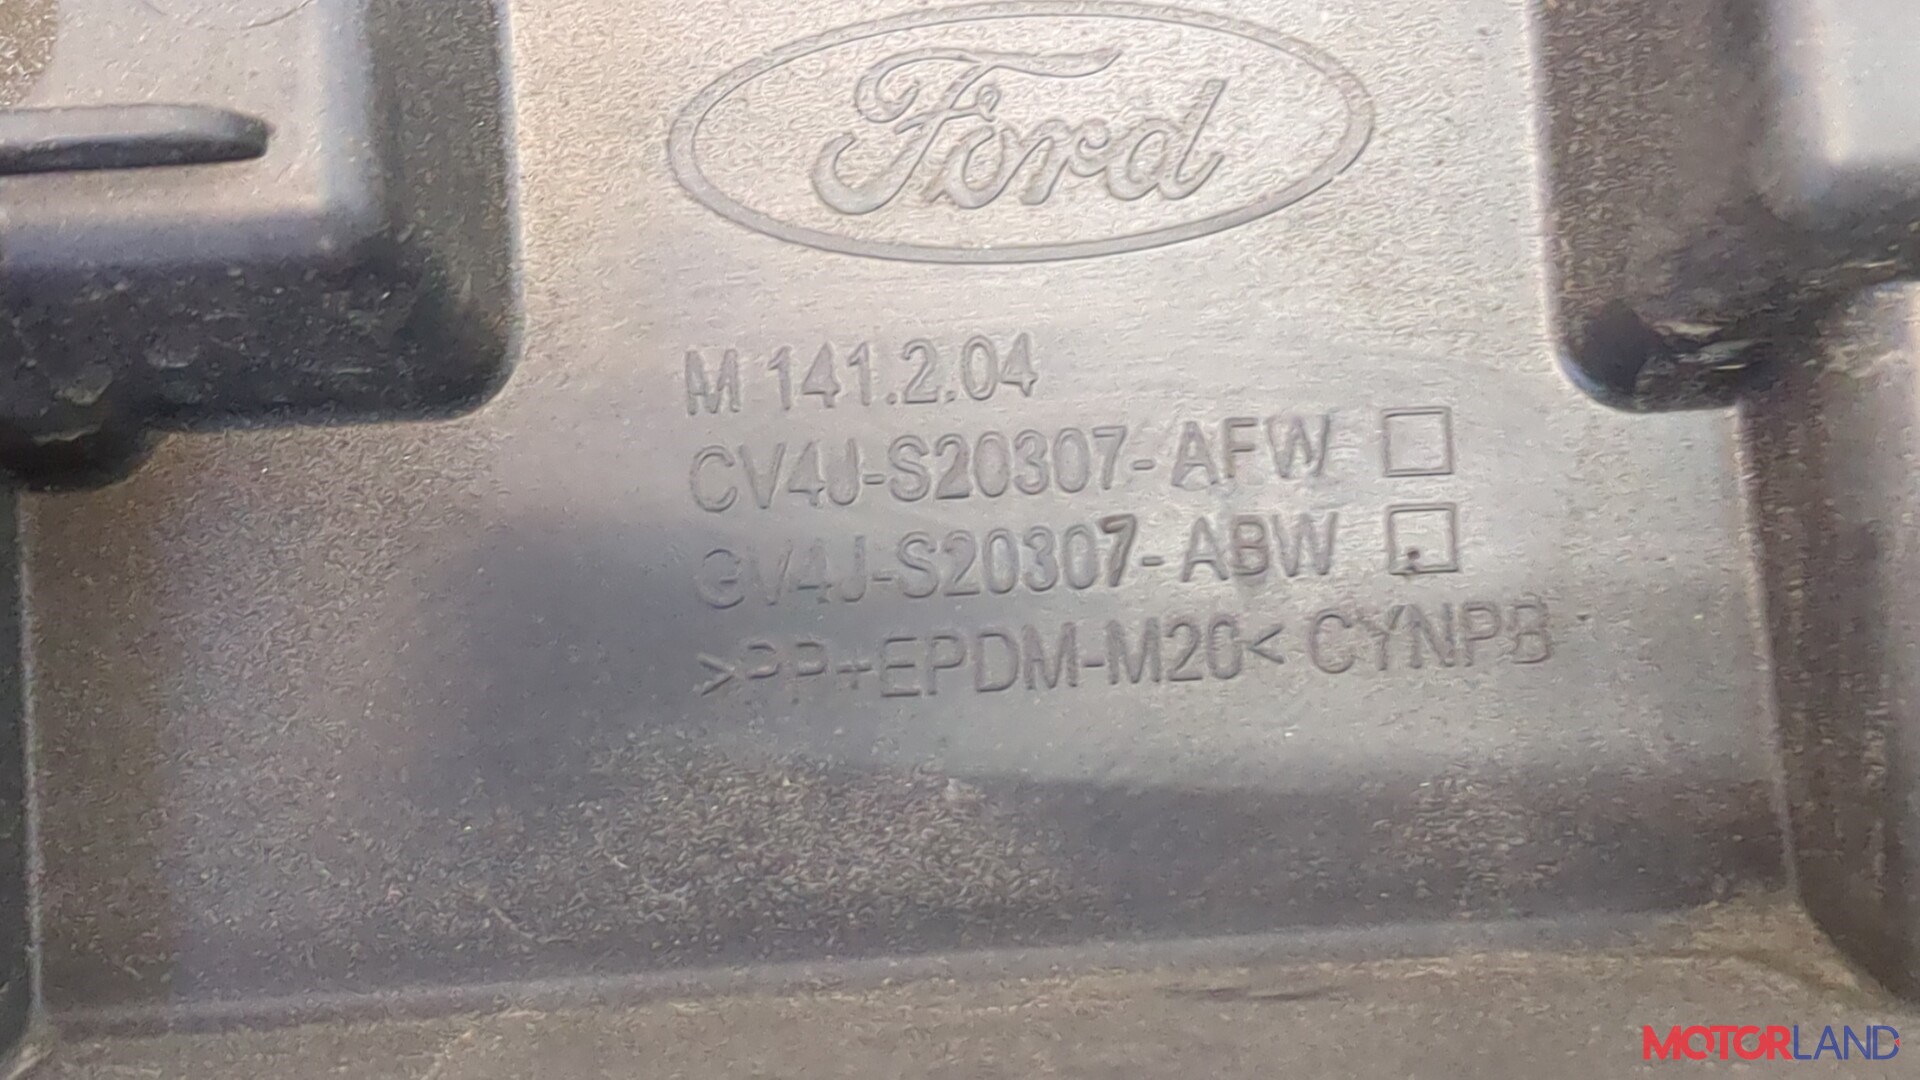 Ford
M 141.2.04
CV4J-S20307-AFW
GV4J-S20307-ABW
>PP+EPDM-M20< CYNPB
MOTORLAND